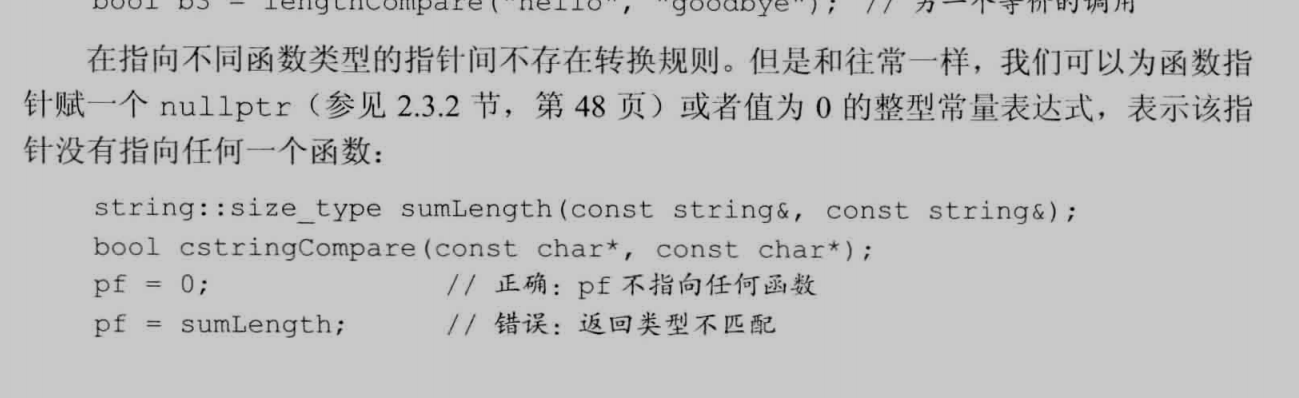 bool b3 = lengthCompare("hello", "goodbye"); // 另一个等价的调用
在指向不同函数类型的指针间不存在转换规则。但是和往常一样，我们可以为函数指
针赋一个 nullptr（参见 2.3.2 节，第 48 页）或者值为 0 的整型常量表达式，表示该指
针没有指向任何一个函数：
string::size_type sumLength(const string&, const string&);
bool cstringCompare(const char*, const char*);
pf = 0; // 正确：pf 不指向任何函数
pf = sumLength; // 错误：返回类型不匹配